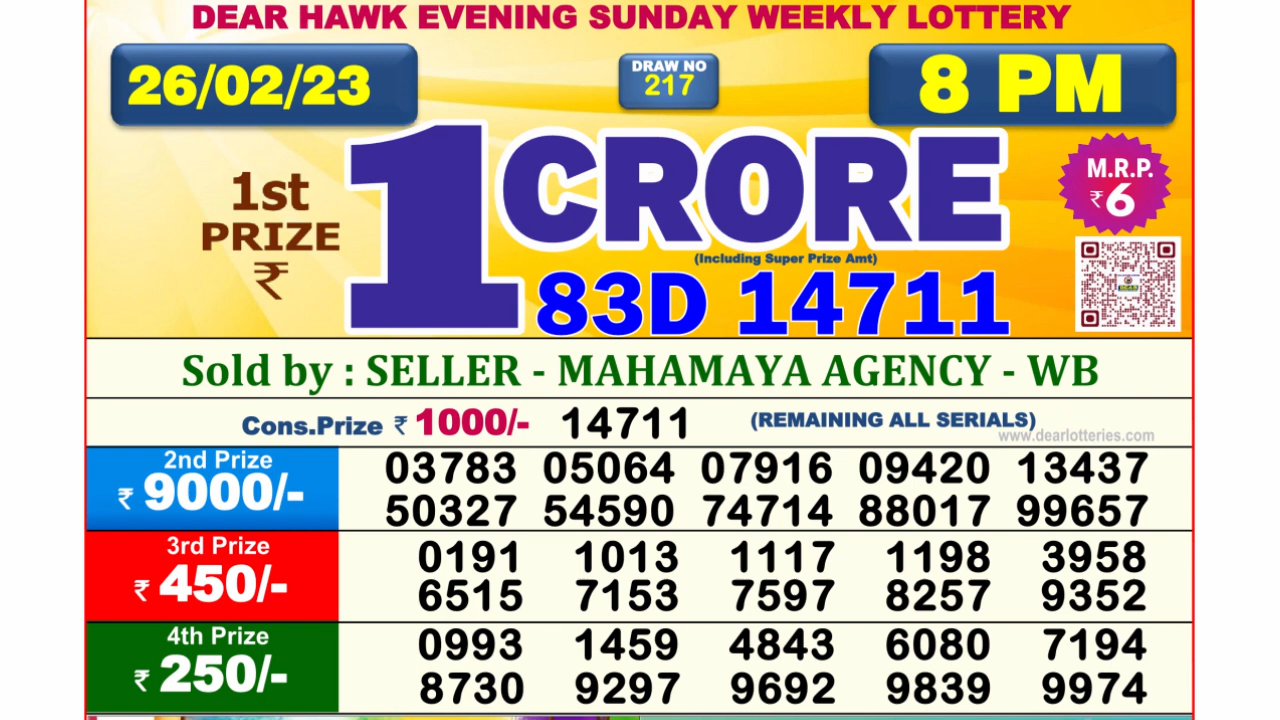 DEAR HAWK EVENING SUNDAY WEEKLY LOTTERY
26/02/23
DRAW NO
217
8 PM
1st
PRIZE
₹
1 CRORE
(Including Super Prize Amt)
83D 14711
M.R.P.
₹6
Sold by : SELLER - MAHAMAYA AGENCY - WB
Cons.Prize ₹ 1000/- 14711 (REMAINING ALL SERIALS)
www.dearlotteries.com
2nd Prize
₹ 9000/-
03783 05064 07916 09420 13437
50327 54590 74714 88017 99657
3rd Prize
₹ 450/-
0191 1013 1117 1198 3958
6515 7153 7597 8257 9352
4th Prize
₹ 250/-
0993 1459 4843 6080 7194
8730 9297 9692 9839 9974